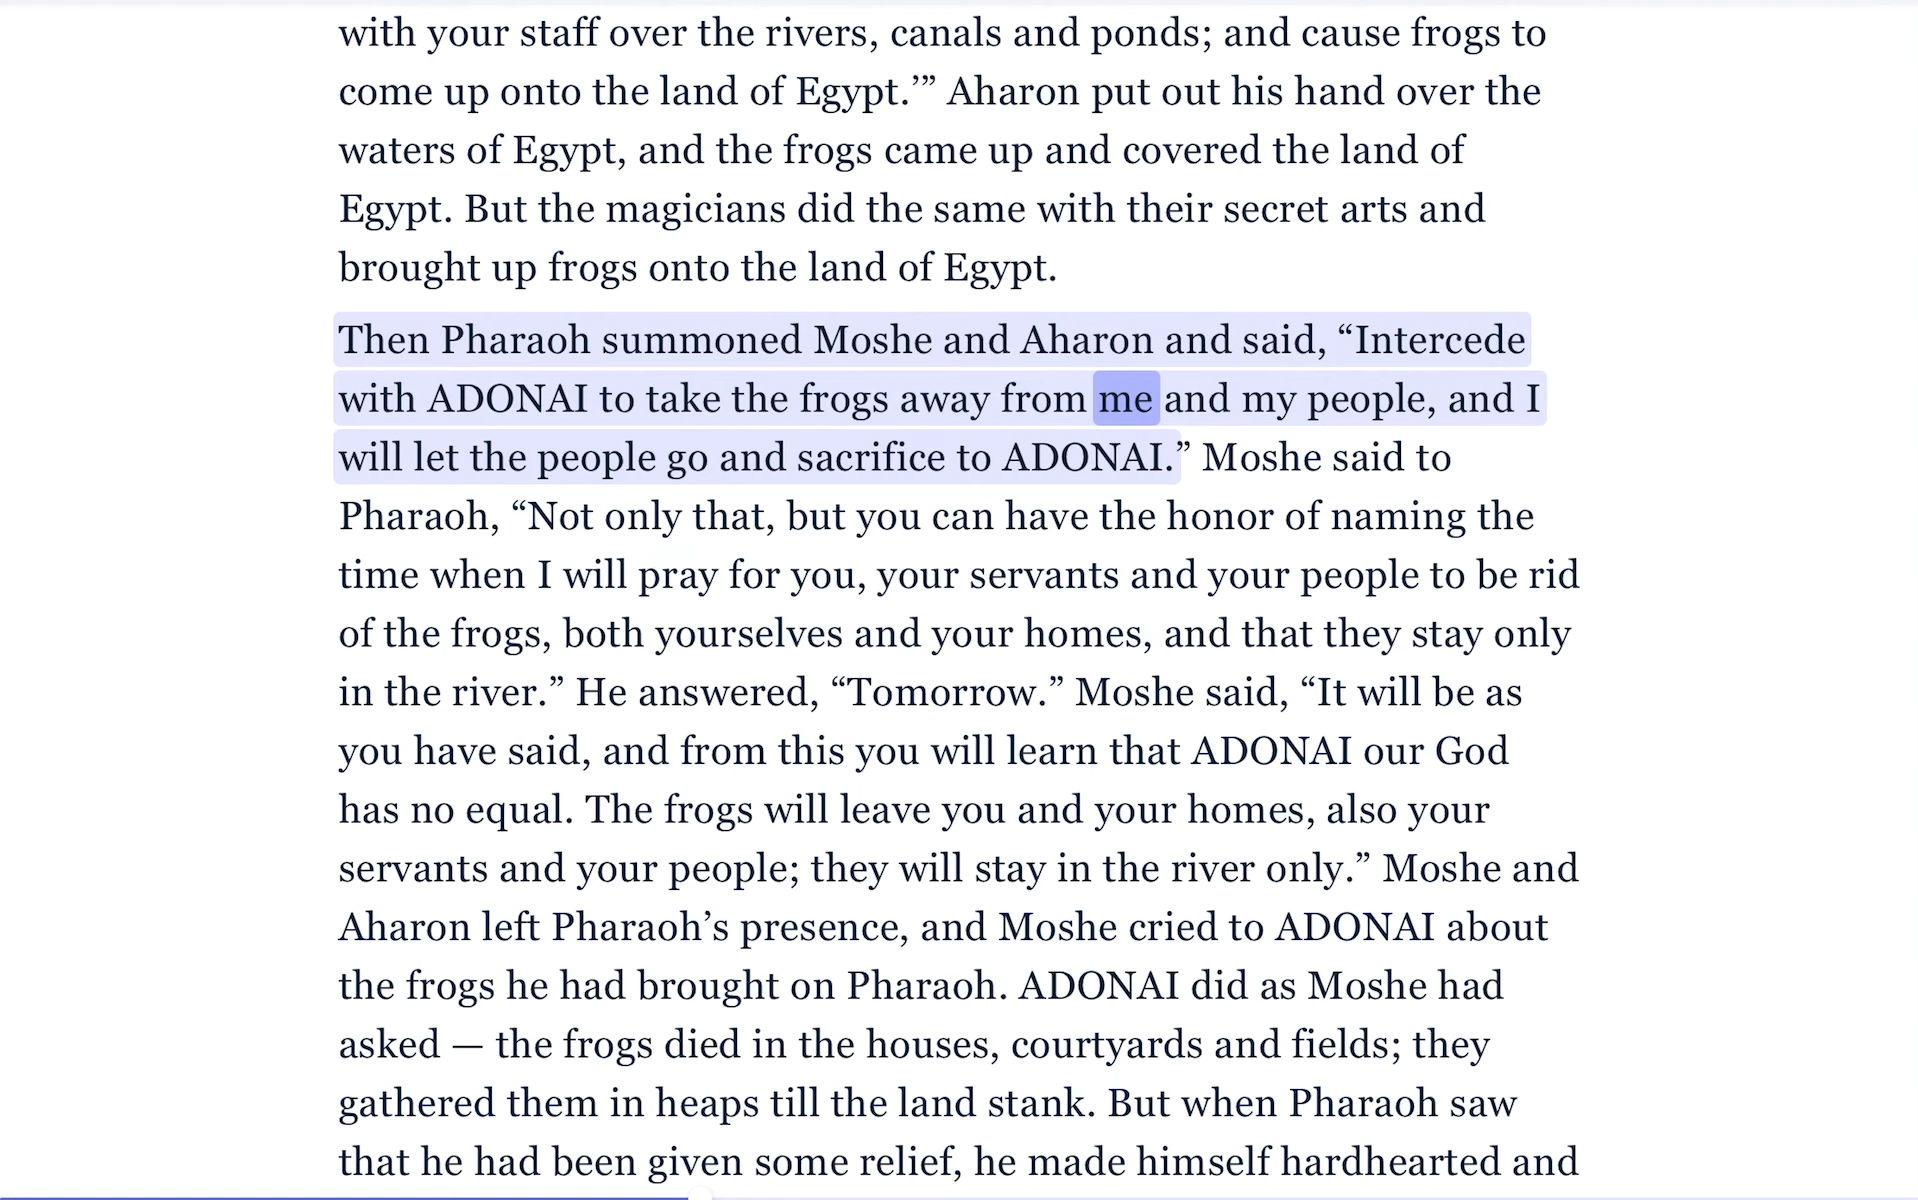 with your staff over the rivers, canals and ponds; and cause frogs to
come up onto the land of Egypt.’” Aharon put out his hand over the
waters of Egypt, and the frogs came up and covered the land of
Egypt. But the magicians did the same with their secret arts and
brought up frogs onto the land of Egypt.
Then Pharaoh summoned Moshe and Aharon and said, “Intercede
with ADONAI to take the frogs away from me and my people, and I
will let the people go and sacrifice to ADONAI.” Moshe said to
Pharaoh, “Not only that, but you can have the honor of naming the
time when I will pray for you, your servants and your people to be rid
of the frogs, both yourselves and your homes, and that they stay only
in the river.” He answered, “Tomorrow.” Moshe said, “It will be as
you have said, and from this you will learn that ADONAI our God
has no equal. The frogs will leave you and your homes, also your
servants and your people; they will stay in the river only.” Moshe and
Aharon left Pharaoh’s presence, and Moshe cried to ADONAI about
the frogs he had brought on Pharaoh. ADONAI did as Moshe had
asked — the frogs died in the houses, courtyards and fields; they
gathered them in heaps till the land stank. But when Pharaoh saw
that he had been given some relief, he made himself hardhearted and